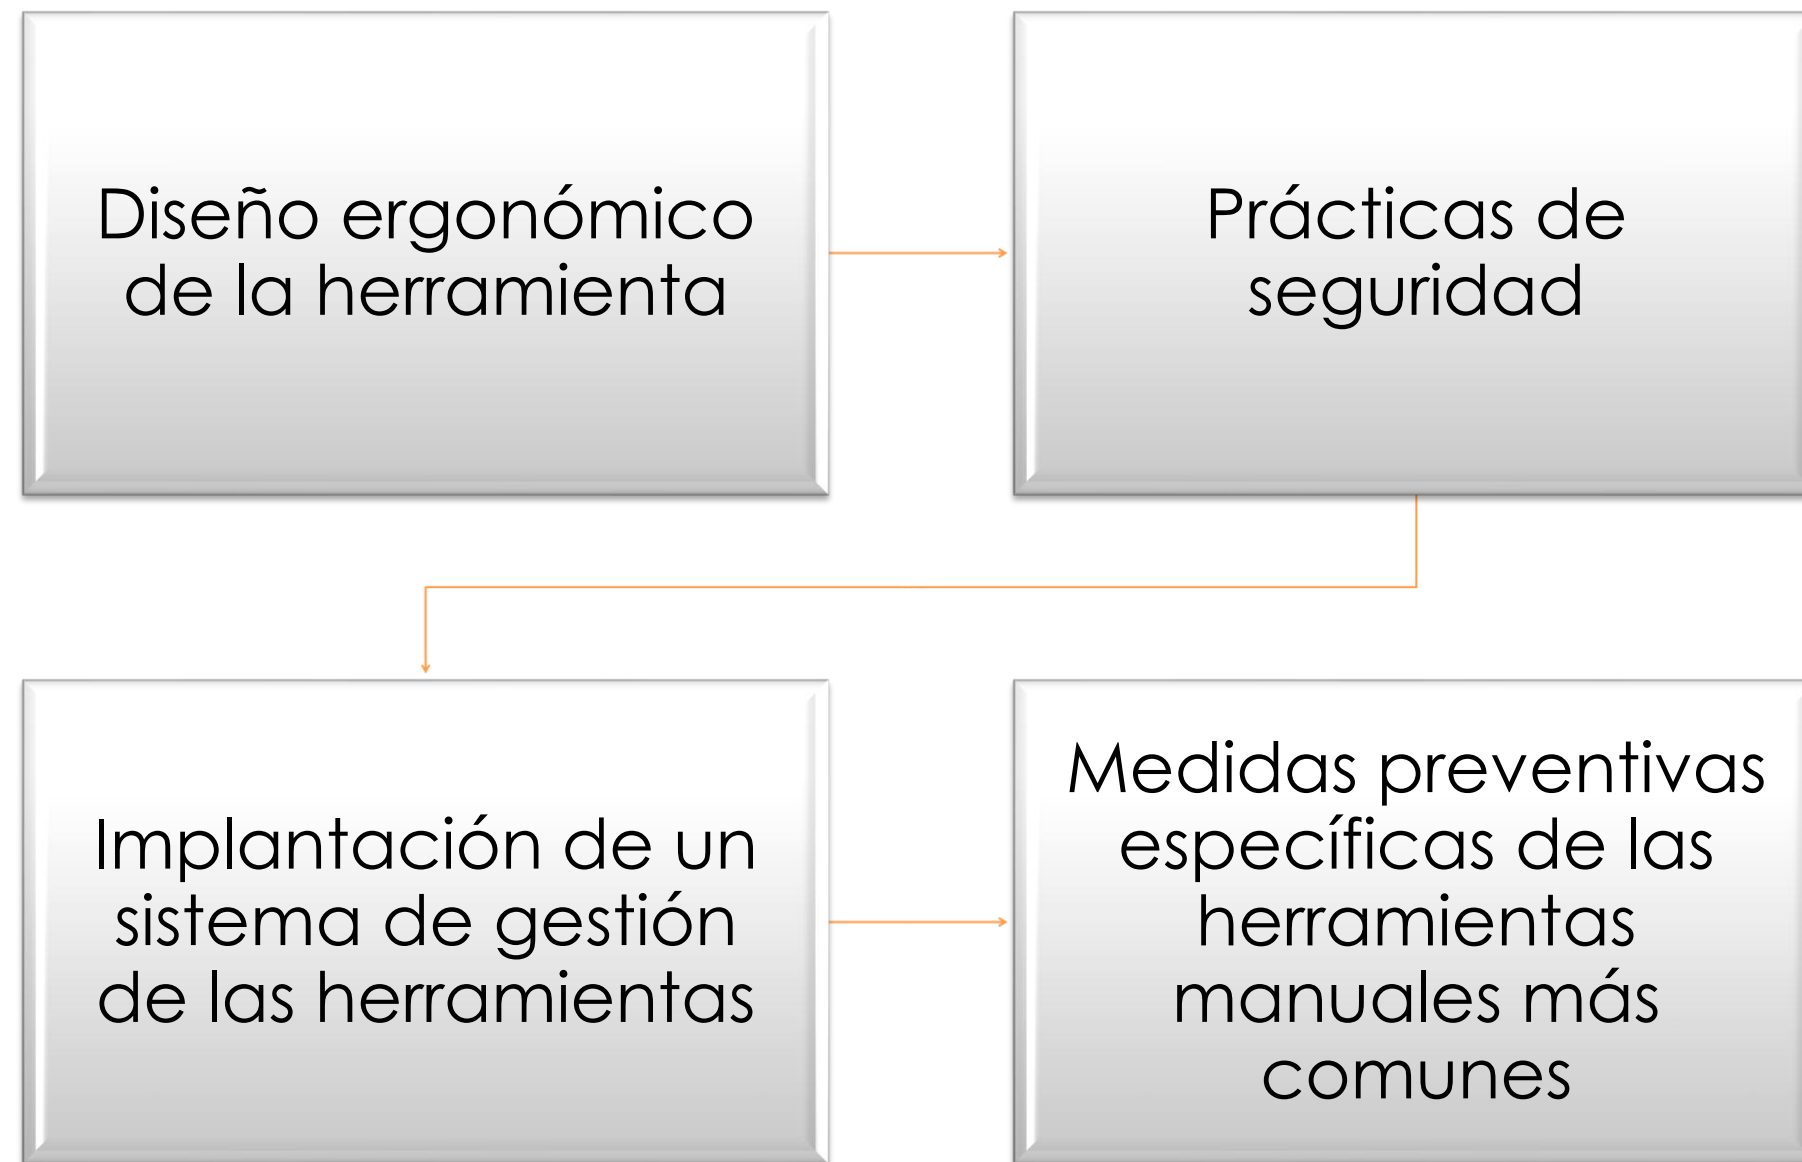 Diseño ergonómico
de la herramienta
Prácticas de
seguridad
Implantación de un
sistema de gestión
de las herramientas
Medidas preventivas
específicas de las
herramientas
manuales más
comunes